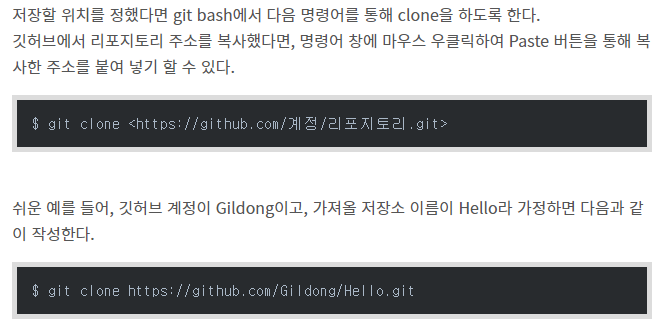 저장할 위치를 정했다면 git bash에서 다음 명령어를 통해 clone을 하도록 한다.
깃허브에서 리포지토리 주소를 복사했다면, 명령어 창에 마우스 우클릭하여 Paste 버튼을 통해 복
사한 주소를 붙여 넣기 할 수 있다.
$ git clone <https://github.com/계정/리포지토리.git>
쉬운 예를 들어, 깃허브 계정이 Gildong이고, 가져올 저장소 이름이 Hello라 가정하면 다음과 같
이 작성한다.
$ git clone https://github.com/Gildong/Hello.git